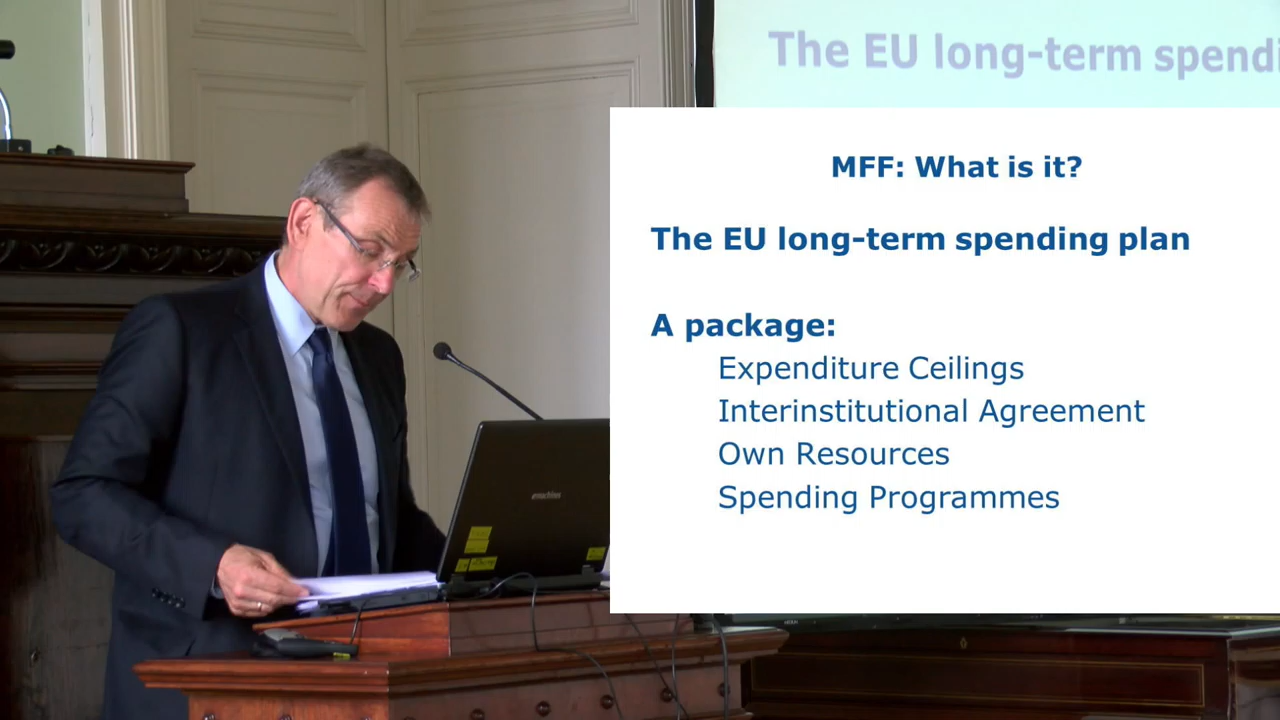 The EU long-term spendi
MFF: What is it?
The EU long-term spending plan
A package:
Expenditure Ceilings
Interinstitutional Agreement
Own Resources
Spending Programmes
emachines